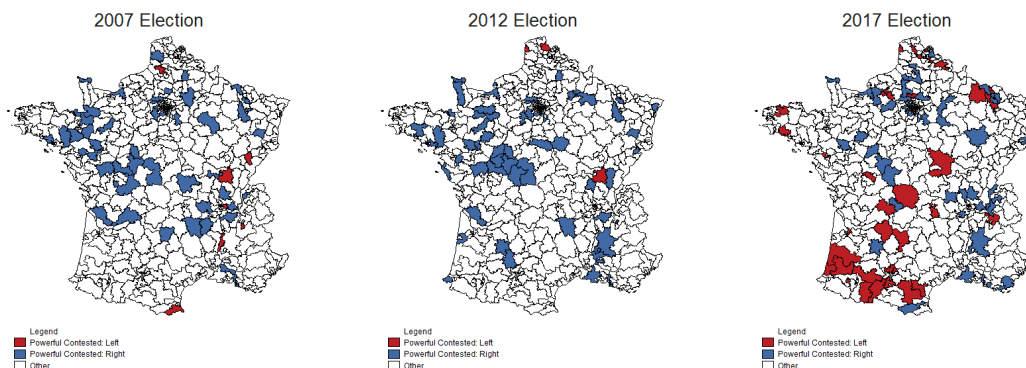 2007 Election
2012 Election
2017 Election
Legend
Powerful Contested: Left
Powerful Contested: Right
Other
Legend
Powerful Contested: Left
Powerful Contested: Right
Other
Legend
Powerful Contested: Left
Powerful Contested: Right
Other